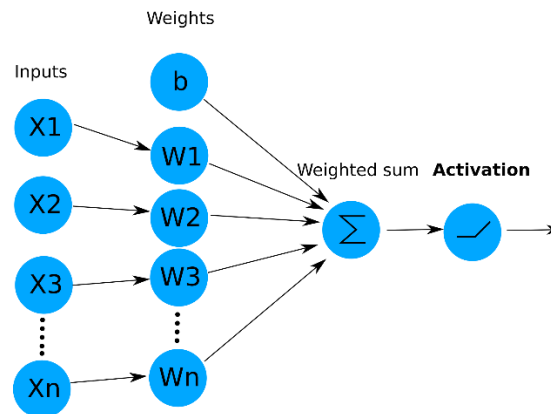 Weights
Inputs
b
X1
W1
Weighted sum Activation
X2
W2
Σ
X3
W3
Xn
Wn